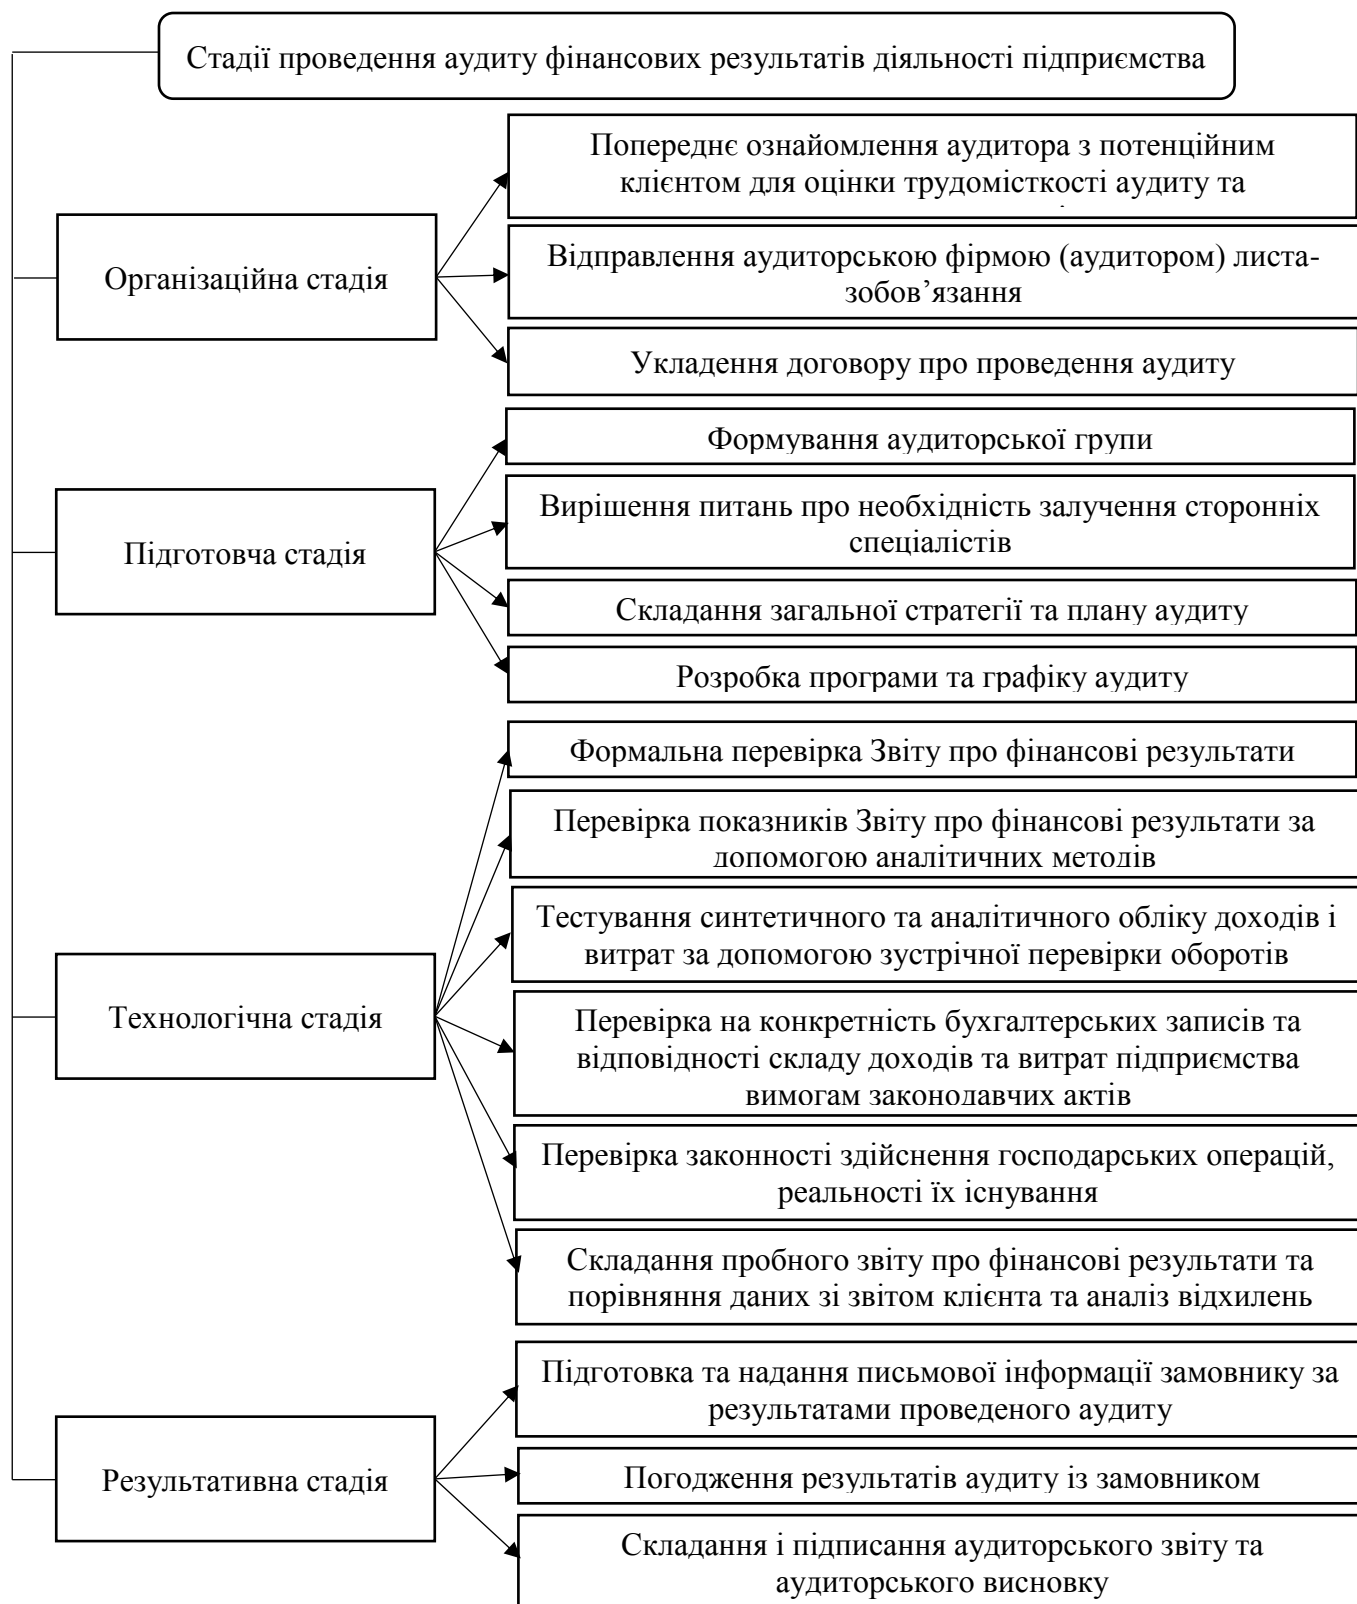 Стадії проведення аудиту фінансових результатів діяльності підприємства
Організаційна стадія
Попереднє ознайомлення аудитора з потенційним
клієнтом для оцінки трудомісткості аудиту та
Відправлення аудиторською фірмою (аудитором) листа-
зобов’язання
Укладення договору про проведення аудиту
Підготовча стадія
Формування аудиторської групи
Вирішення питань про необхідність залучення сторонніх
спеціалістів
Складання загальної стратегії та плану аудиту
Розробка програми та графіку аудиту
Технологічна стадія
Формальна перевірка Звіту про фінансові результати
Перевірка показників Звіту про фінансові результати за
допомогою аналітичних методів
Тестування синтетичного та аналітичного обліку доходів і
витрат за допомогою зустрічної перевірки оборотів
Перевірка на конкретність бухгалтерських записів та
відповідності складу доходів та витрат підприємства
вимогам законодавчих актів
Перевірка законності здійснення господарських операцій,
реальності їх існування
Складання пробного звіту про фінансові результати та
порівняння даних зі звітом клієнта та аналіз відхилень
Результативна стадія
Підготовка та надання письмової інформації замовнику за
результатами проведеного аудиту
Погодження результатів аудиту із замовником
Складання і підписання аудиторського звіту та
аудиторського висновку